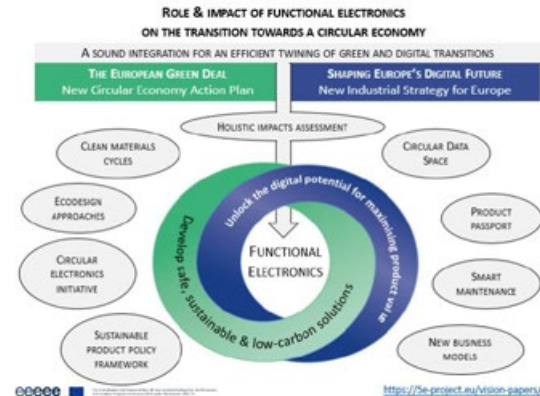 ROLE & IMPACT OF FUNCTIONAL ELECTRONICS
ON THE TRANSITION TOWARDS A CIRCULAR ECONOMY
A SOUND INTEGRATION FOR AN EFFICIENT TWINING OF GREEN AND DIGITAL TRANSITIONS
THE EUROPEAN GREEN DEAL
New Circular Economy Action Plan
SHAPING EUROPE'S DIGITAL FUTURE
New Industrial Strategy for Europe
HOLISTIC IMPACTS ASSESSMENT
CLEAN MATERIALS
CYCLES
CIRCULAR DATA
SPACE
ECODESIGN
APPROACHES
PRODUCT
PASSPORT
CIRCULAR
ELECTRONICS
INITIATIVE
SMART
MAINTENANCE
SUSTAINABLE
PRODUCT POLICY
FRAMEWORK
NEW BUSINESS
MODELS
Unlock the digital potential for maximising product value
Develop safe, sustainable & low-carbon solutions
FUNCTIONAL
ELECTRONICS
https://5e-project.eu/vision-papers/